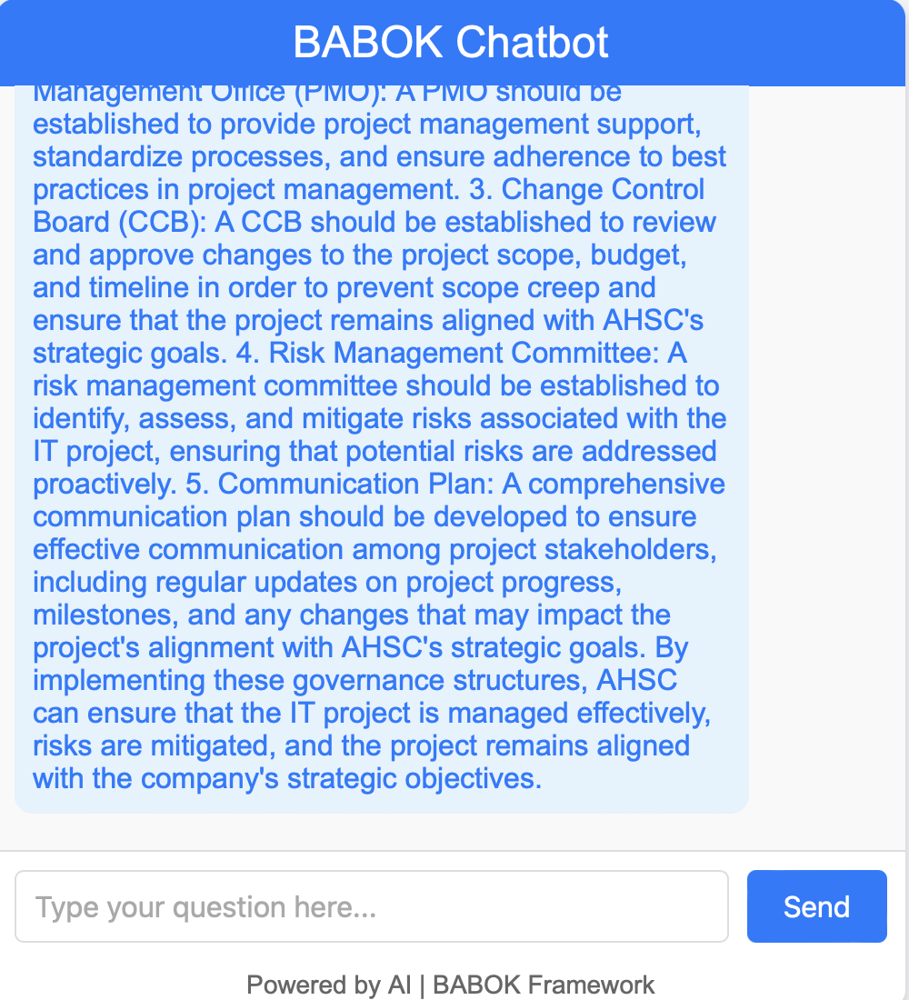 BABOK Chatbot
Management Office (PMO): A PMO should be
established to provide project management support,
standardize processes, and ensure adherence to best
practices in project management. 3. Change Control
Board (CCB): A CCB should be established to review
and approve changes to the project scope, budget,
and timeline in order to prevent scope creep and
ensure that the project remains aligned with AHSC's
strategic goals. 4. Risk Management Committee: A
risk management committee should be established to
identify, assess, and mitigate risks associated with the
IT project, ensuring that potential risks are addressed
proactively. 5. Communication Plan: A comprehensive
communication plan should be developed to ensure
effective communication among project stakeholders,
including regular updates on project progress,
milestones, and any changes that may impact the
project's alignment with AHSC's strategic goals. By
implementing these governance structures, AHSC
can ensure that the IT project is managed effectively,
risks are mitigated, and the project remains aligned
with the company's strategic objectives.
Type your question here...
Send
Powered by AI | BABOK Framework